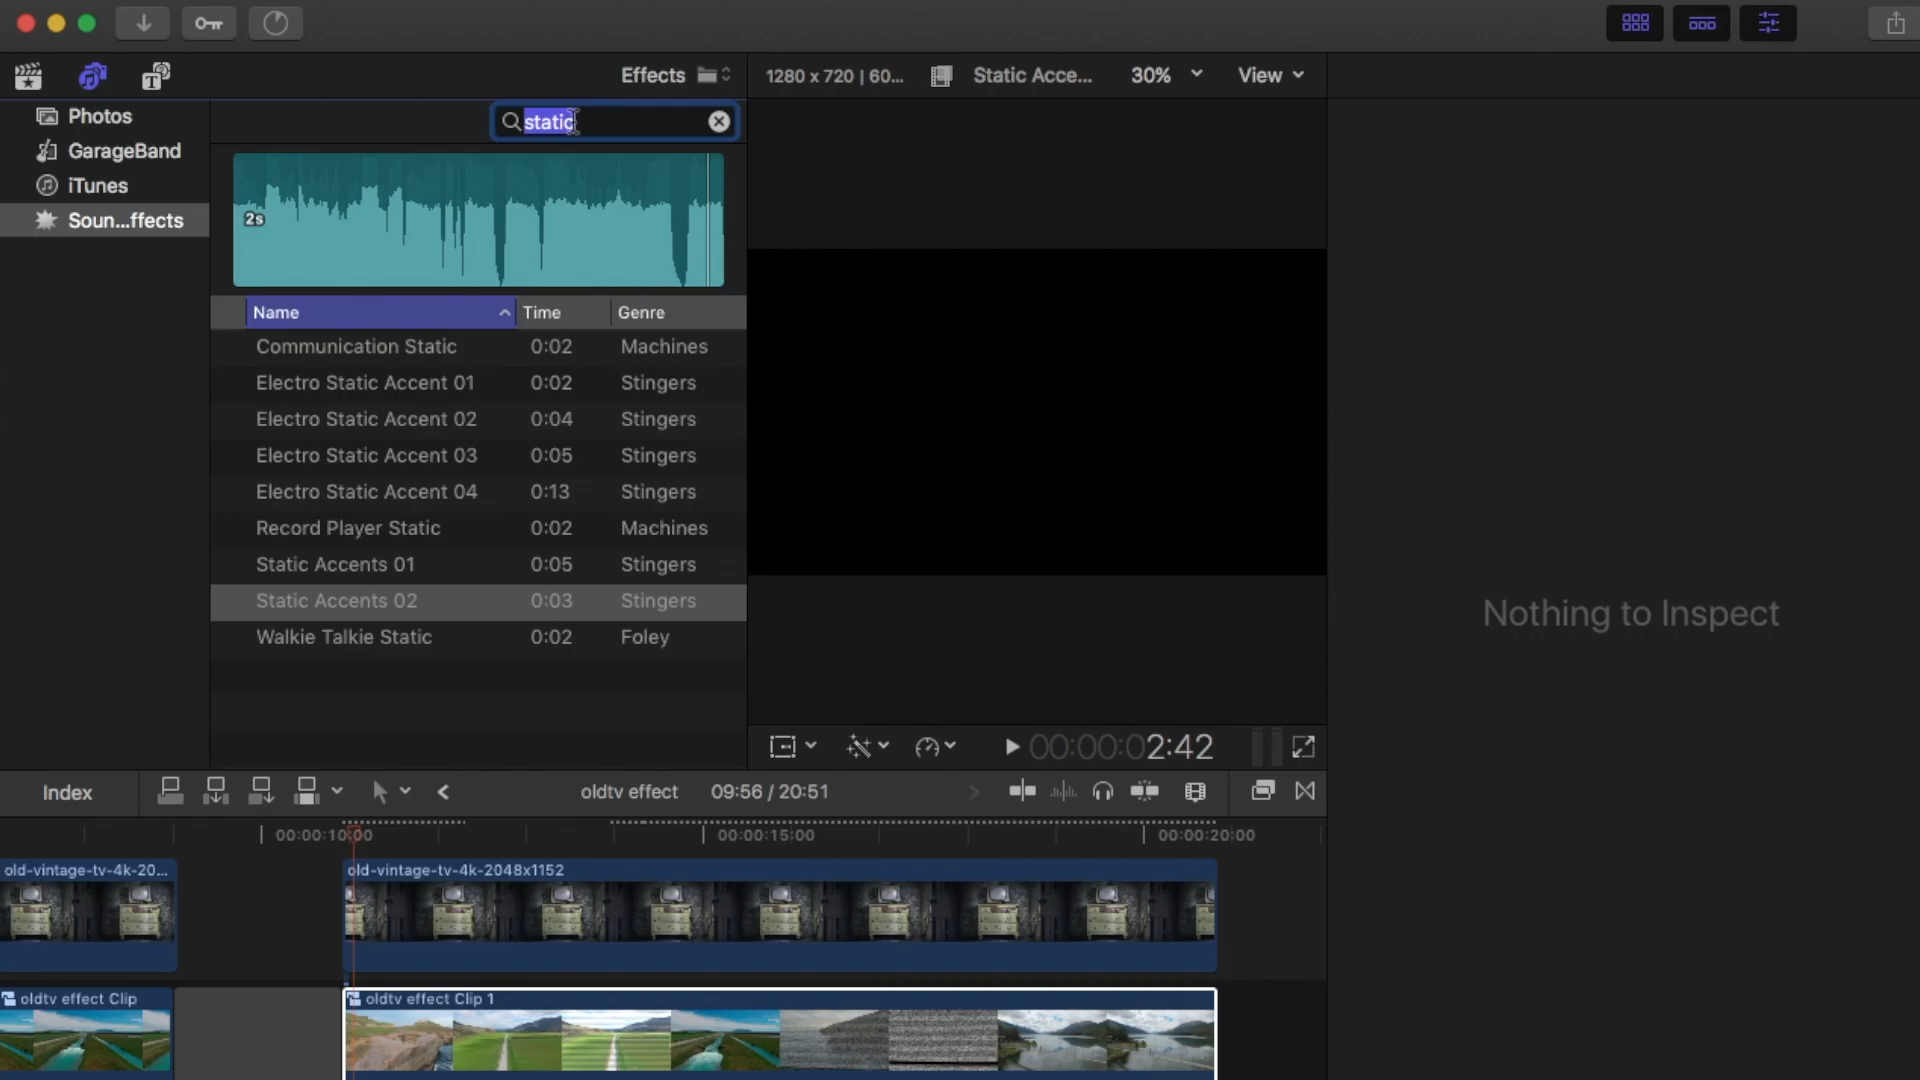 Effects
1280 x 720 | 60...
Static Acce...
30%
View
Photos
GarageBand
iTunes
Soun...ffects
static
2s
Name Time Genre
Communication Static 0:02 Machines
Electro Static Accent 01 0:02 Stingers
Electro Static Accent 02 0:04 Stingers
Electro Static Accent 03 0:05 Stingers
Electro Static Accent 04 0:13 Stingers
Record Player Static 0:02 Machines
Static Accents 01 0:05 Stingers
Static Accents 02 0:03 Stingers
Walkie Talkie Static 0:02 Foley
Nothing to Inspect
00:00:02:42
Index
oldtv effect
09:56 / 20:51
00:00:10:00
00:00:15:00
00:00:20:00
old-vintage-tv-4k-20...
old-vintage-tv-4k-2048x1152
oldtv effect Clip
oldtv effect Clip 1